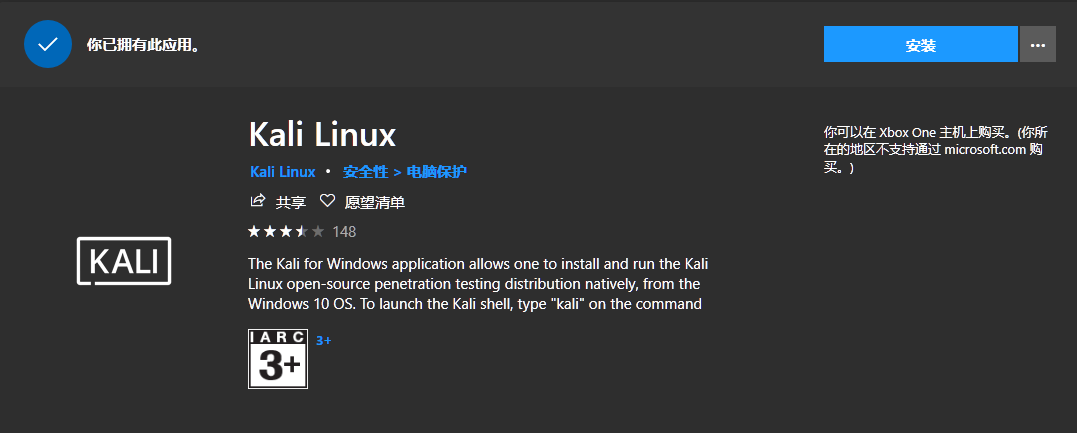 你已拥有此应用。
安装
Kali Linux
Kali Linux • 安全性 > 电脑保护
共享 愿望清单
148
KALI
The Kali for Windows application allows one to install and run the Kali
Linux open-source penetration testing distribution natively, from the
Windows 10 OS. To launch the Kali shell, type "kali" on the command
IARC
3+
3+
你可以在 Xbox One 主机上购买。(你所
在的地区不支持通过 microsoft.com 购
买。)